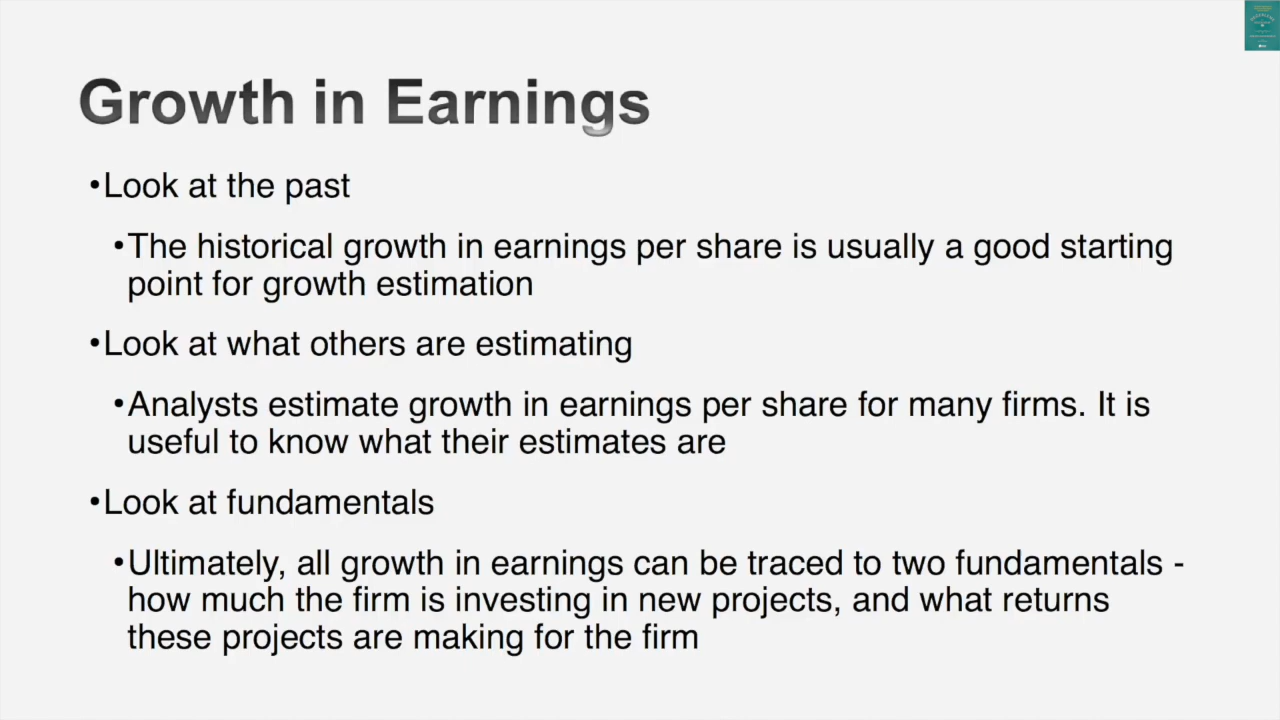 Growth in Earnings
•Look at the past
•The historical growth in earnings per share is usually a good starting
point for growth estimation
•Look at what others are estimating
•Analysts estimate growth in earnings per share for many firms. It is
useful to know what their estimates are
•Look at fundamentals
•Ultimately, all growth in earnings can be traced to two fundamentals -
how much the firm is investing in new projects, and what returns
these projects are making for the firm